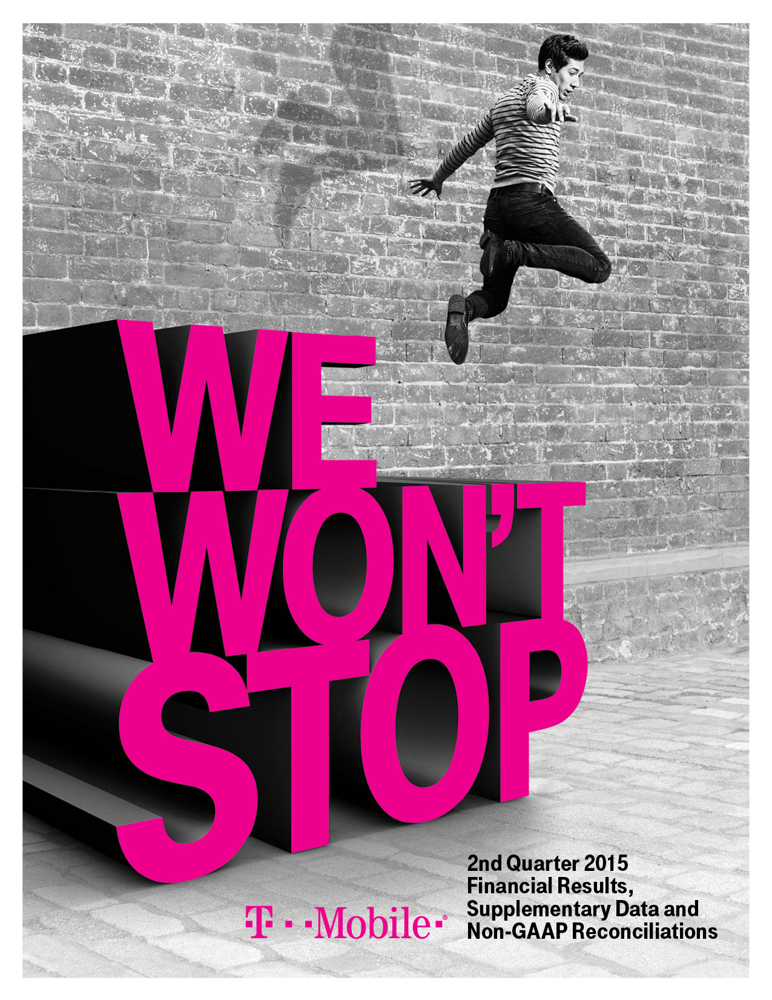 WE
WON'T
STOP
2nd Quarter 2015
Financial Results,
Supplementary Data and
Non-GAAP Reconciliations
T··Mobile·®